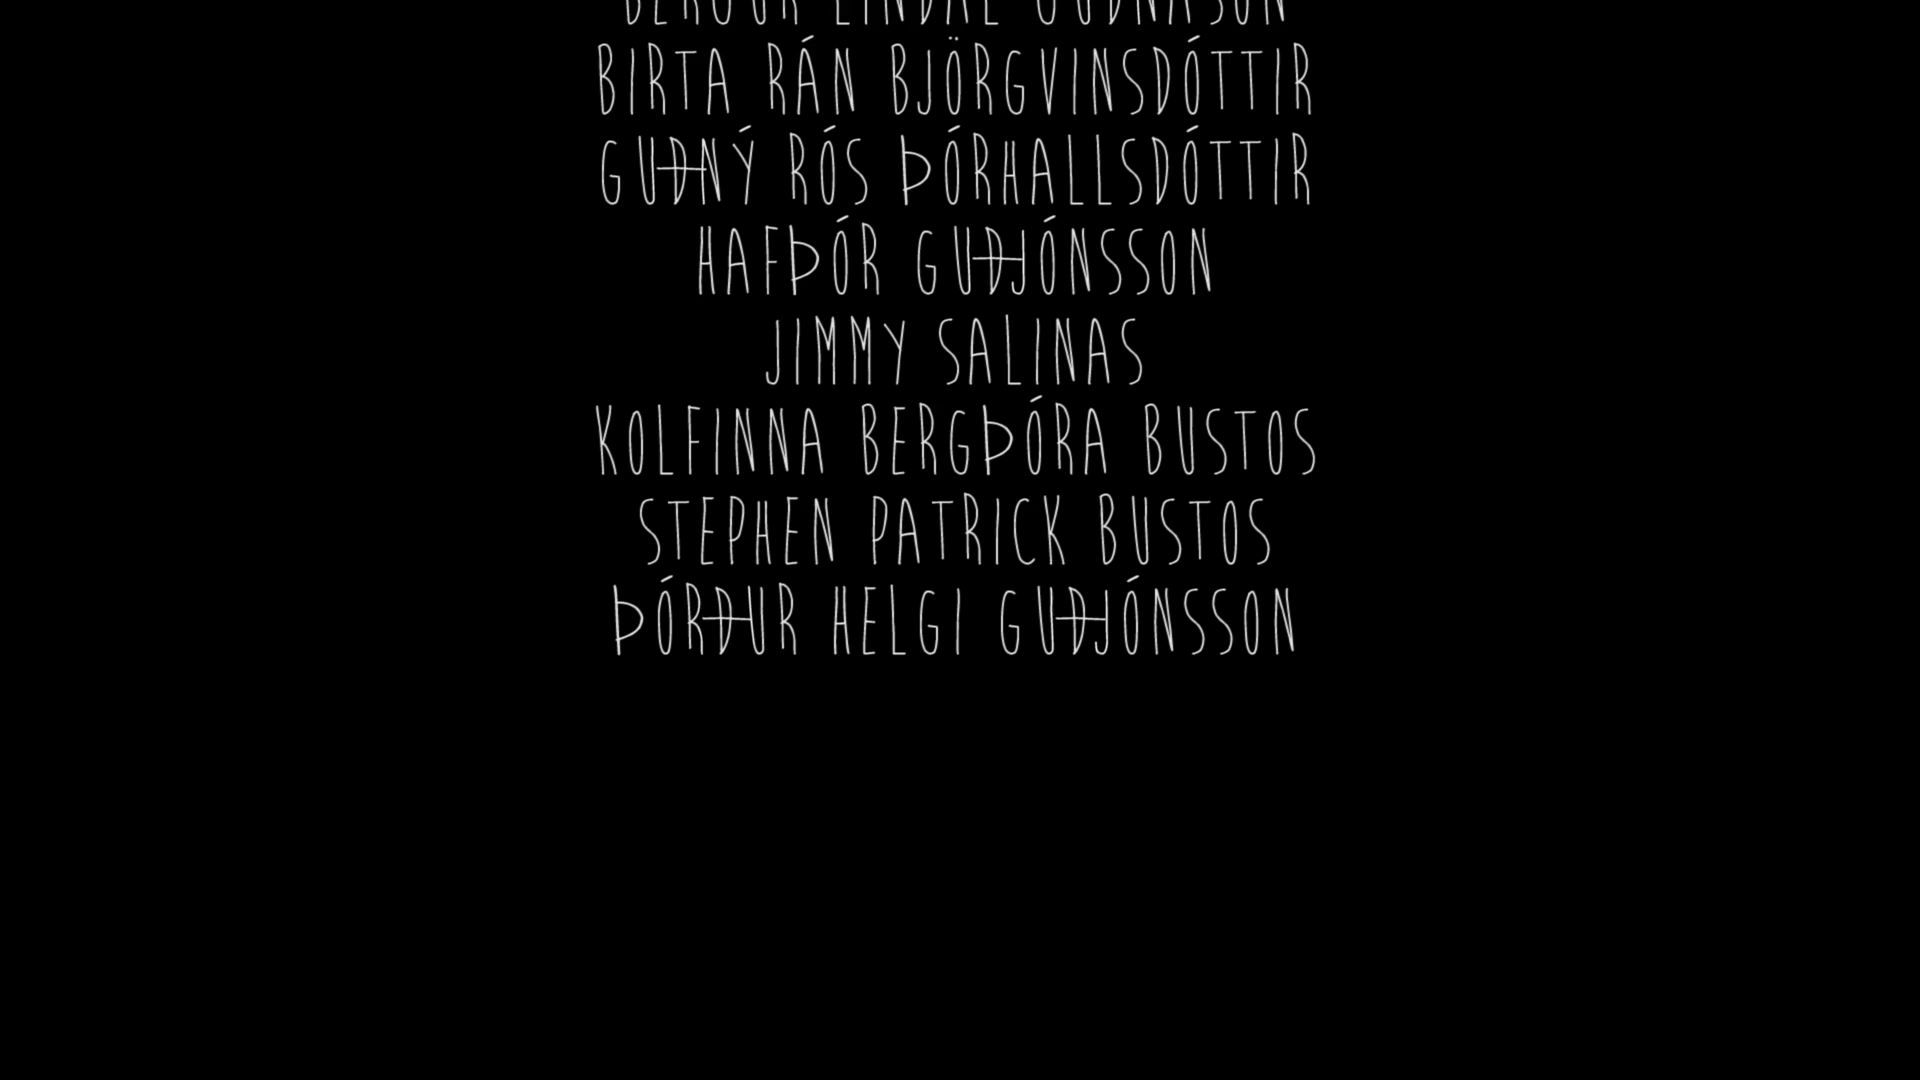 BIRTA RÁN BJÖRGVINSDÓTTIR
GUÐNÝ RÓS ÞÓRHALLSDÓTTIR
HAFÞÓR GUÐJÓNSSON
JIMMY SALINAS
KOLFINNA BERGÞÓRA BUSTOS
STEPHEN PATRICK BUSTOS
ÞÓRÐUR HELGI GUÐJÓNSSON